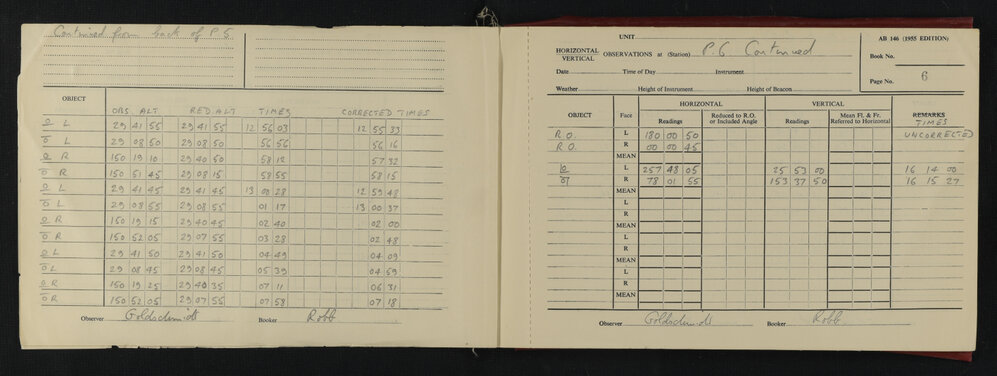 Continued from back of P 5
OBJECT
OBS. ALT RED. ALT TIMES CORRECTED TIMES
O L 29 41 55 29 41 55 12 56 03 12 55 33
O L 29 08 50 29 08 50 56 56 56 16
O R 150 19 10 29 40 50 58 12 57 32
O R 150 51 45 29 08 15 58 55 58 15
O L 29 41 45 29 41 45 13 00 28 12 59 48
O L 29 08 55 29 08 55 01 17 13 00 37
O R 150 19 15 29 40 45 02 40 02 00
O R 150 52 05 29 07 55 03 28 02 48
O L 29 41 50 29 41 50 04 49 04 09
O L 29 08 45 29 08 45 05 39 04 59
O R 150 19 25 29 40 35 07 11 06 31
O R 150 52 05 29 07 55 07 58 07 18
Observer Goldschmidt Booker Robb
UNIT
AB 146 (1955 EDITION)
HORIZONTAL
VERTICAL
OBSERVATIONS at (Station) P. 6 Continued
Book No.
Date Time of Day Instrument
Page No. 6
Weather Height of Instrument Height of Beacon
HORIZONTAL VERTICAL
OBJECT Face Readings Reduced to R.O. or Included Angle Readings Mean Fl. & Fr. Referred to Horizontal REMARKS
TIMES
R.O. L 180 00 50 UNCORRECTED
R.O. R 00 00 45
MEAN
L 257 48 05 25 53 00 16 14 00
R 78 01 55 153 37 50 16 15 27
MEAN
L
R
MEAN
L
R
MEAN
L
R
MEAN
Observer Goldschmidt Booker Robb